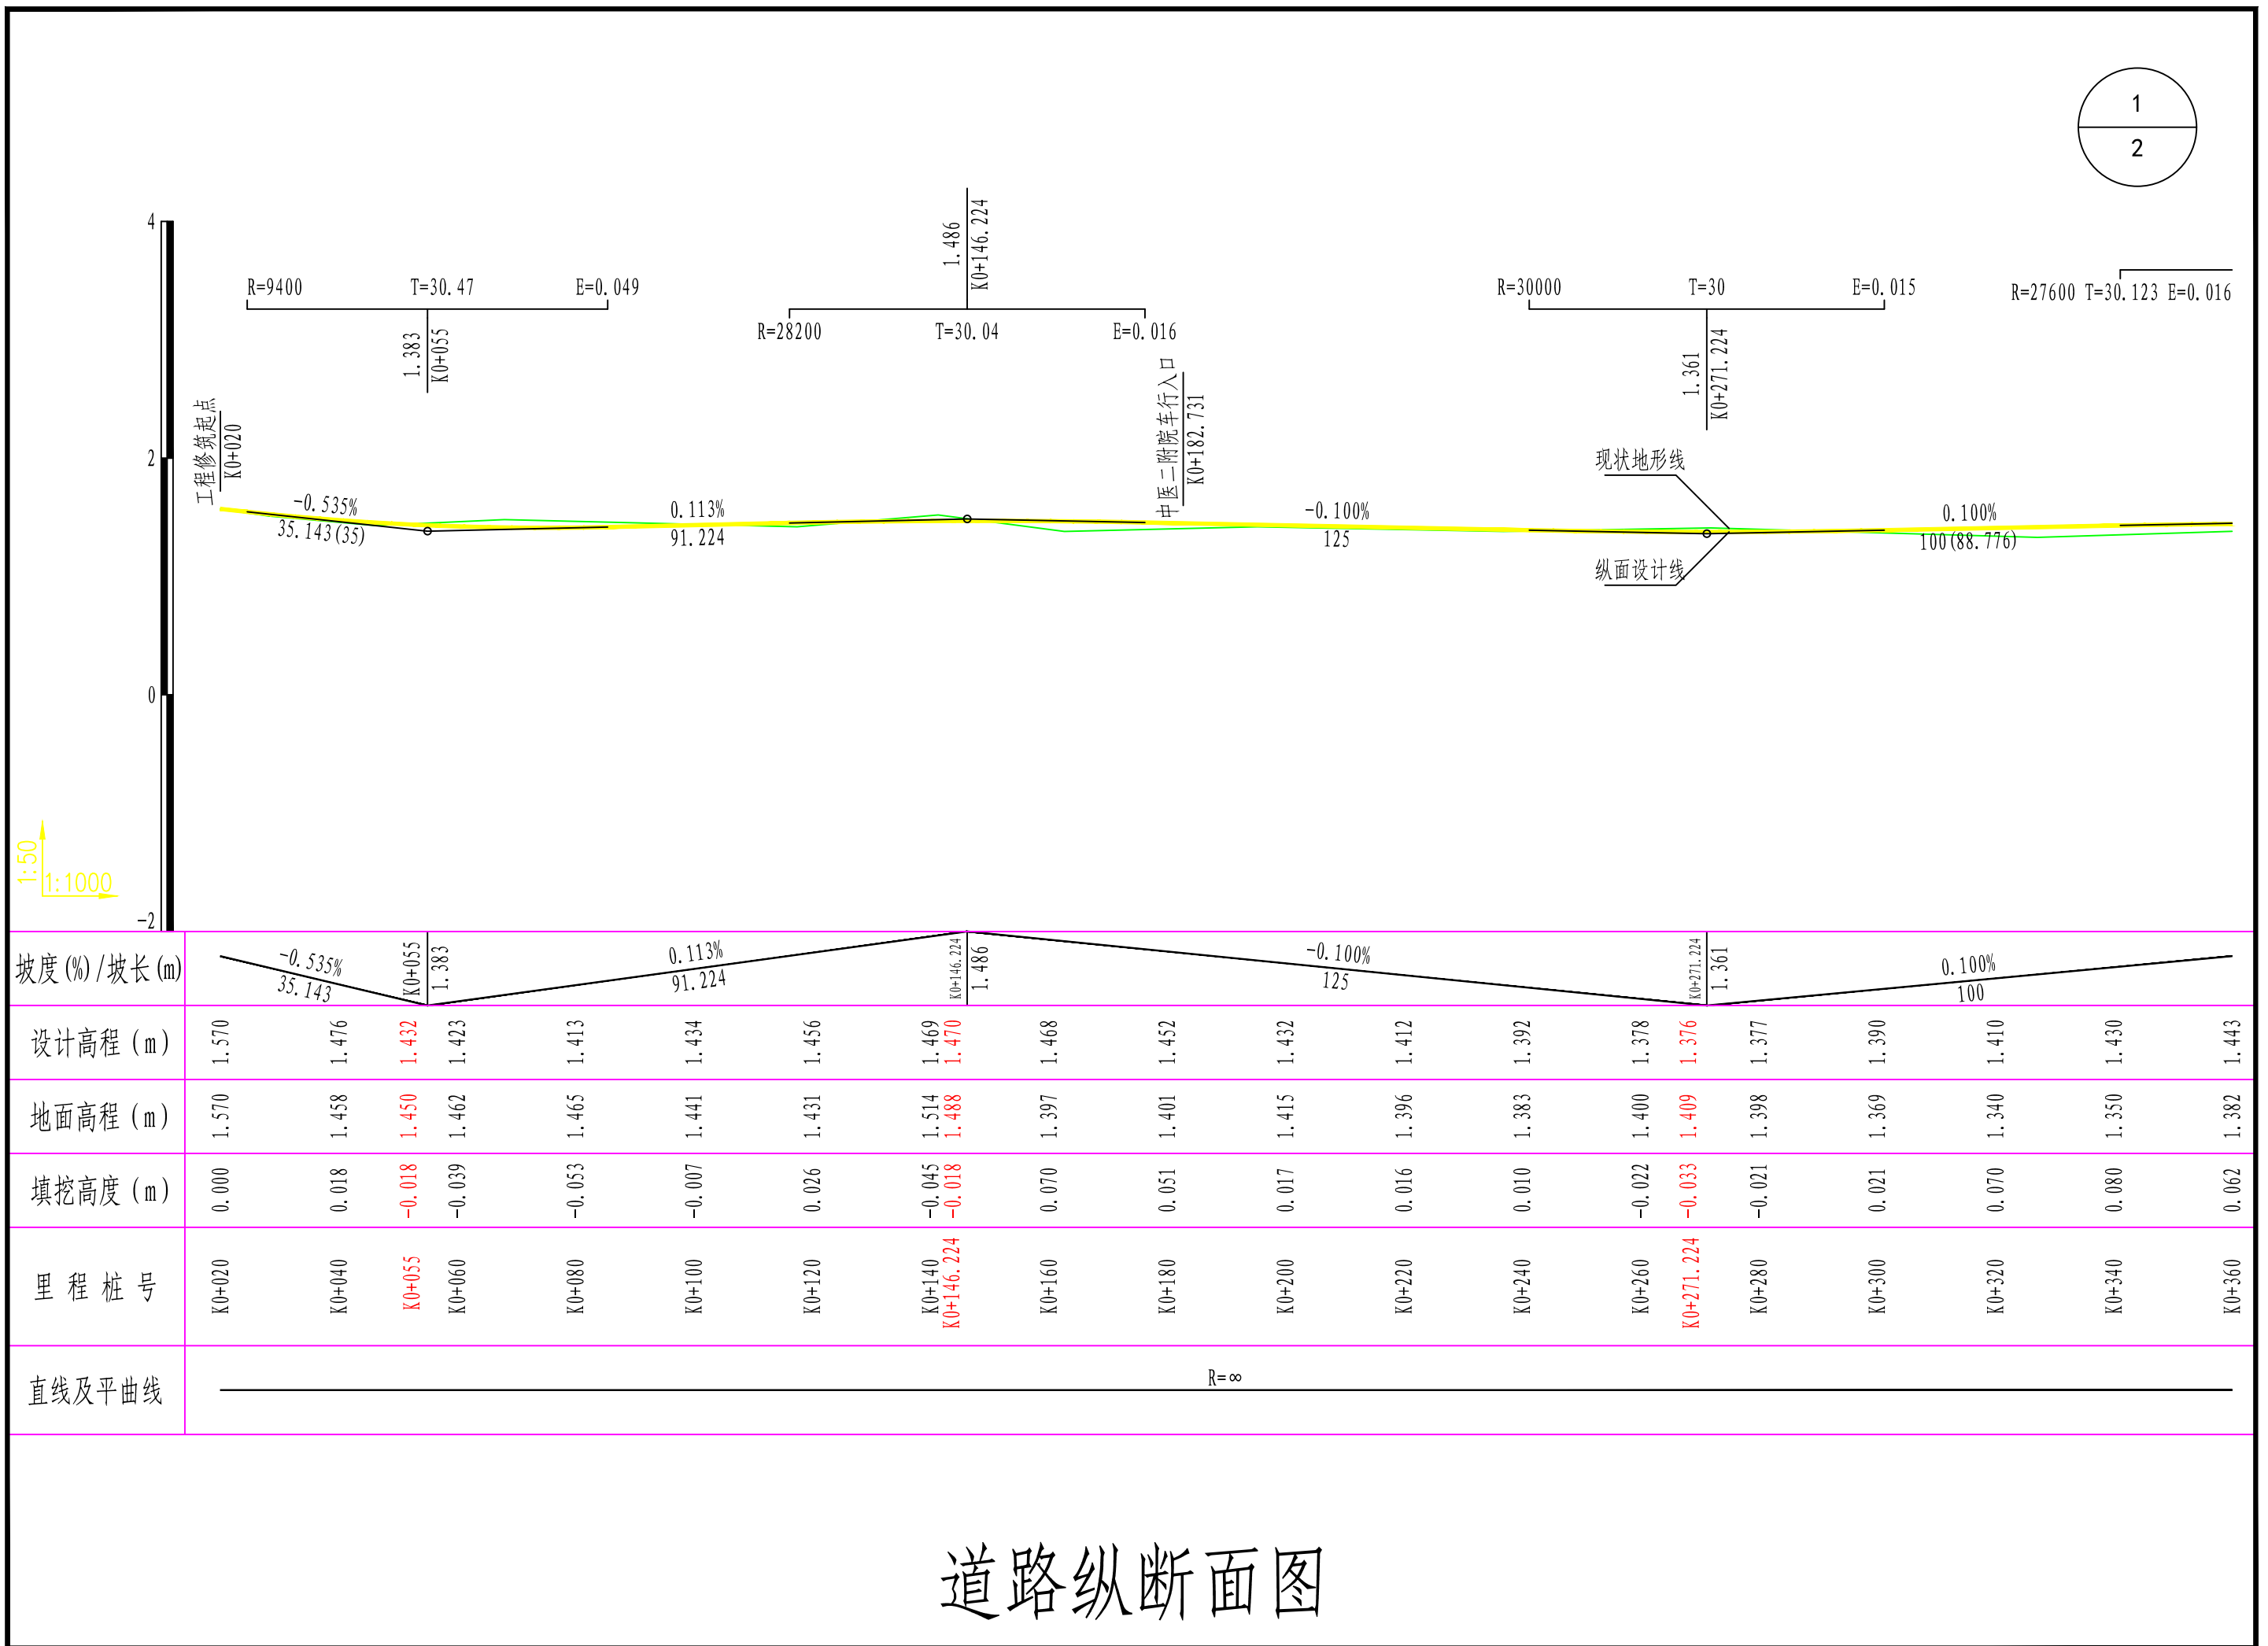 1
2
4
2
0
-2
R=9400 T=30.47 E=0.049
1.383
K0+055
1.486
K0+146.224
R=28200 T=30.04 E=0.016
R=30000 T=30 E=0.015
1.361
K0+271.224
R=27600 T=30.123 E=0.016
工程修筑起点
K0+020
中医二附院车行入口
K0+182.731
现状地形线
纵面设计线
-0.535%
35.143(35)
0.113%
91.224
-0.100%
125
0.100%
100(88.776)
1:50
1:1000
坡度(%)/坡长(m)
-0.535%
35.143
K0+055
1.383
0.113%
91.224
K0+146.224
1.486
-0.100%
125
K0+271.224
1.361
0.100%
100
设计高程(m) 1.570 1.476 1.432 1.423 1.413 1.434 1.456 1.469 1.470 1.468 1.452 1.432 1.412 1.392 1.378 1.376 1.377 1.390 1.410 1.430 1.443
地面高程(m) 1.570 1.458 1.450 1.462 1.465 1.441 1.431 1.514 1.488 1.397 1.401 1.415 1.396 1.383 1.400 1.409 1.398 1.369 1.340 1.350 1.382
填挖高度(m) 0.000 0.018 -0.018 -0.039 -0.053 -0.007 0.026 -0.045 -0.018 0.070 0.051 0.017 0.016 0.010 -0.022 -0.033 -0.021 0.021 0.070 0.080 0.062
里程桩号 K0+020 K0+040 K0+055 K0+060 K0+080 K0+100 K0+120 K0+140 K0+146.224 K0+160 K0+180 K0+200 K0+220 K0+240 K0+260 K0+271.224 K0+280 K0+300 K0+320 K0+340 K0+360
直线及平曲线 R=∞
道路纵断面图